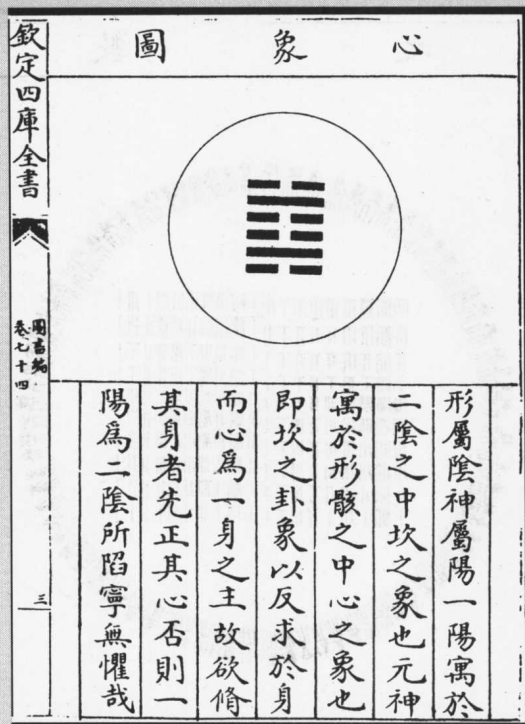 欽定四庫全書
圖書編
卷七十四
三
心象圖
形屬陰神屬陽一陽寓於
二陰之中坎之象也元神
寓於形骸之中心之象也
即坎之卦象以反求於身
而心為一身之主故欲脩
其身者先正其心否則一
陽為二陰所陷寧無懼哉